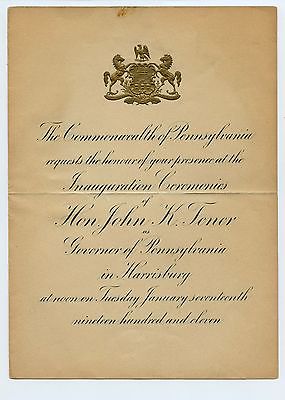 The Commonwealth of Pennsylvania
requests the honour of your presence at the
Inauguration Ceremonies
of
Hon. John K. Tener
as
Governor of Pennsylvania
in Harrisburg
at noon on Tuesday January seventeenth
nineteen hundred and eleven